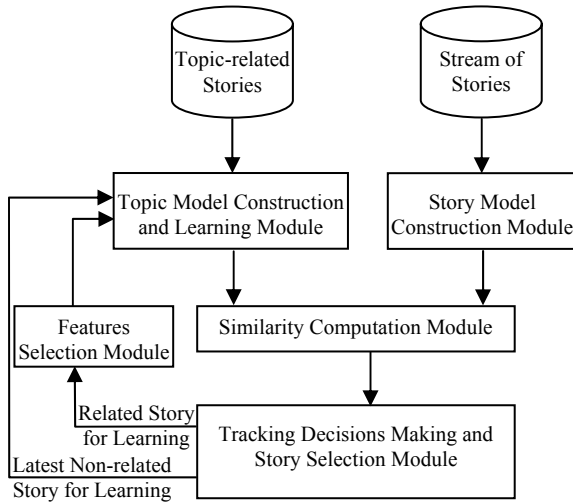 Topic-related
Stories
Stream of
Stories
Topic Model Construction
and Learning Module
Story Model
Construction Module
Features
Selection Module
Similarity Computation Module
Related Story
for Learning
Tracking Decisions Making and
Story Selection Module
Latest Non-related
Story for Learning